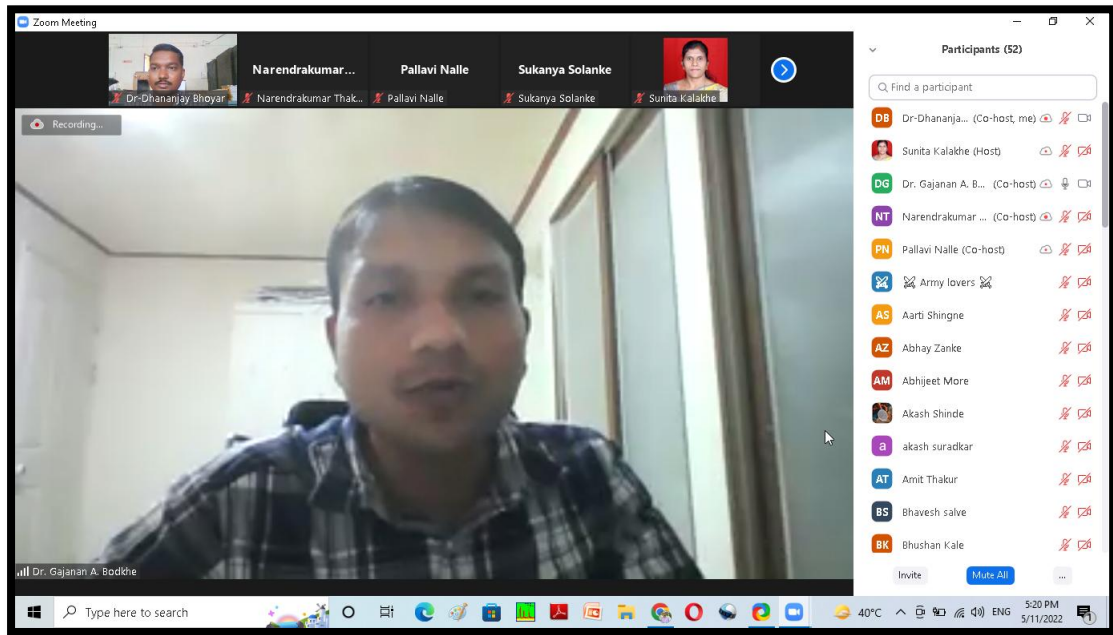 Zoom Meeting
Narendrakumar...
Pallavi Nalle
Sukanya Solanke
Dr-Dhananjay Bhoyar
Narendrakumar Thak...
Pallavi Nalle
Sukanya Solanke
Sunita Kalakhe
Recording...
Dr. Gajanan A. Bodkhe
Participants (52)
Find a participant
DB Dr-Dhananja... (Co-host, me)
Sunita Kalakhe (Host)
DG Dr. Gajanan A. B... (Co-host)
NT Narendrakumar ... (Co-host)
PN Pallavi Nalle (Co-host)
Army lovers
AS Aarti Shingne
AZ Abhay Zanke
AM Abhijeet More
Akash Shinde
a akash suradkar
AT Amit Thakur
BS Bhavesh salve
BK Bhushan Kale
Invite Mute All ...
Type here to search
40°C ENG 5:20 PM
5/11/2022